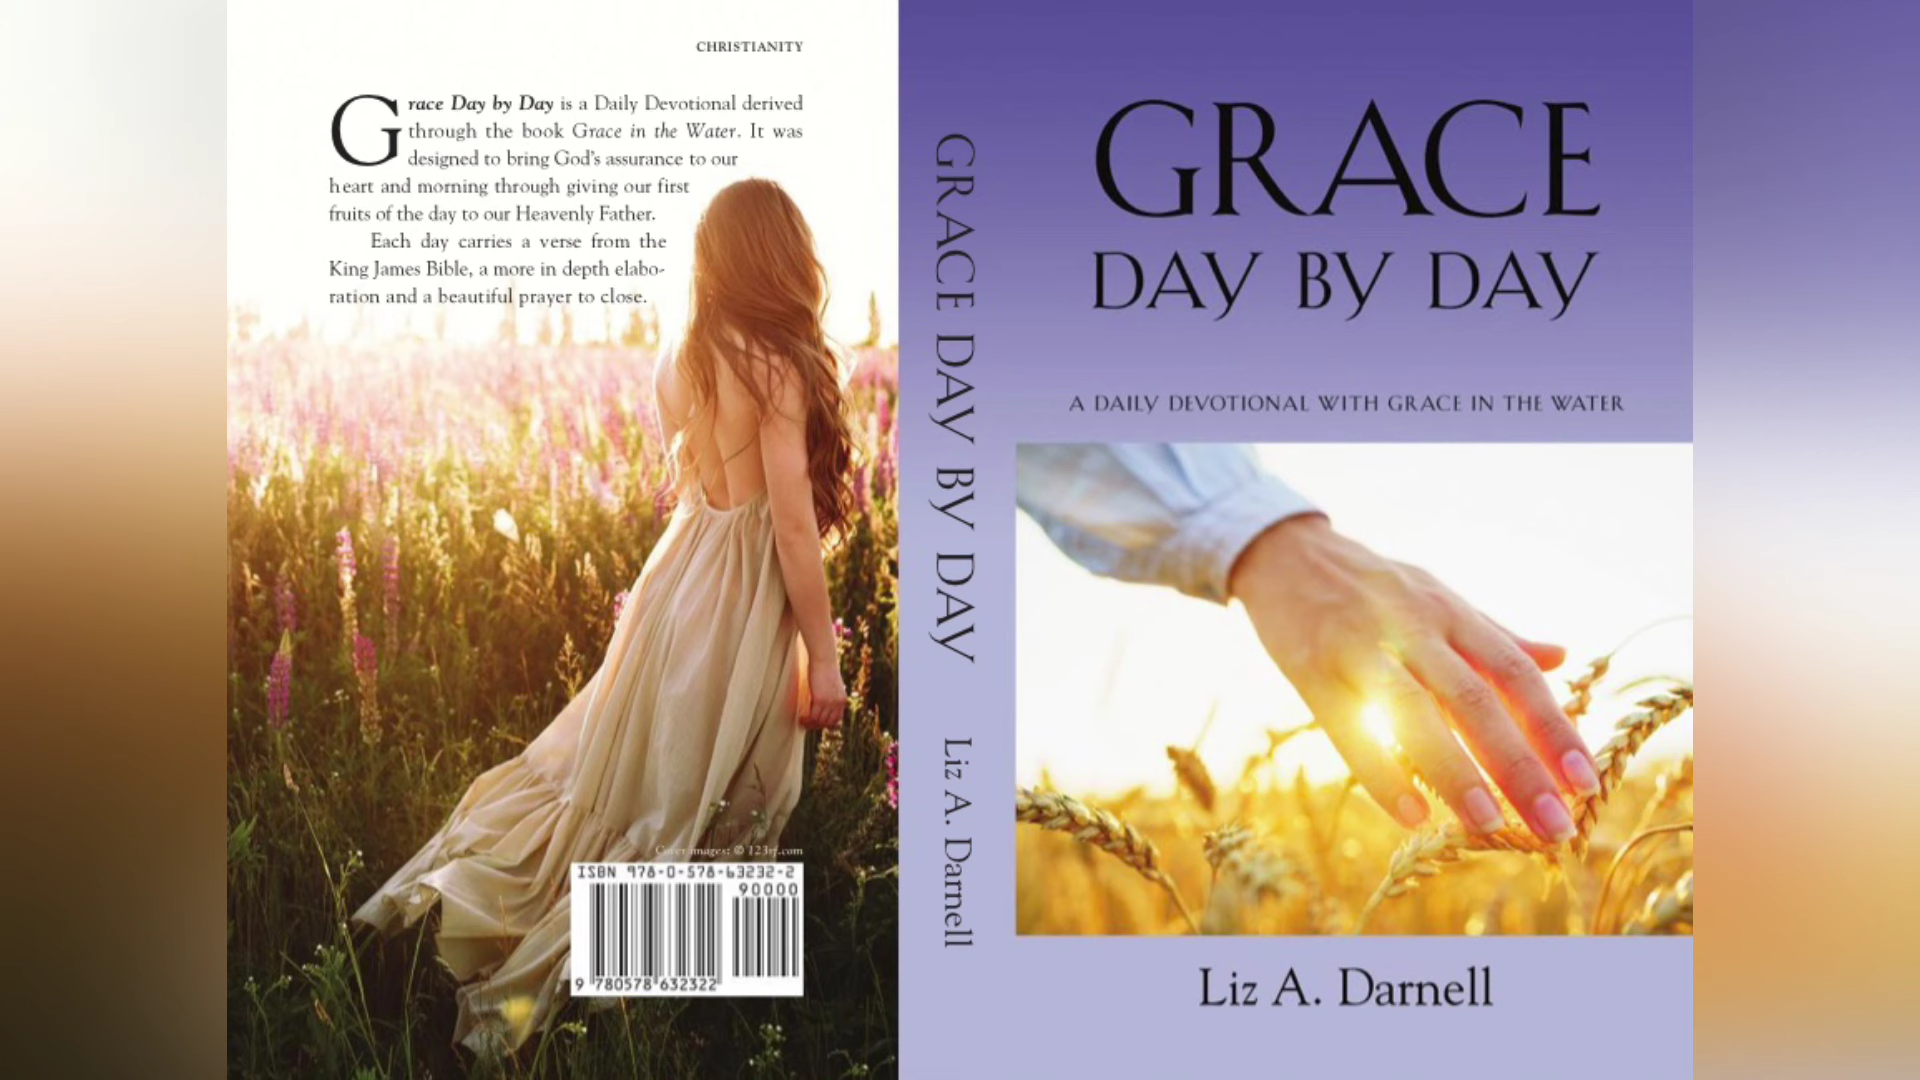 CHRISTIANITY
Grace Day by Day is a Daily Devotional derived
through the book Grace in the Water. It was
designed to bring God's assurance to our
heart and morning through giving our first
fruits of the day to our Heavenly Father.
Each day carries a verse from the
King James Bible, a more in depth elabo-
ration and a beautiful prayer to close.
Cover images: © 123rf.com
ISBN 978-0-578-63232-2
90000
9 780578 632322
GRACE DAY BY DAY Liz A. Darnell
GRACE
DAY BY DAY
A DAILY DEVOTIONAL WITH GRACE IN THE WATER
Liz A. Darnell